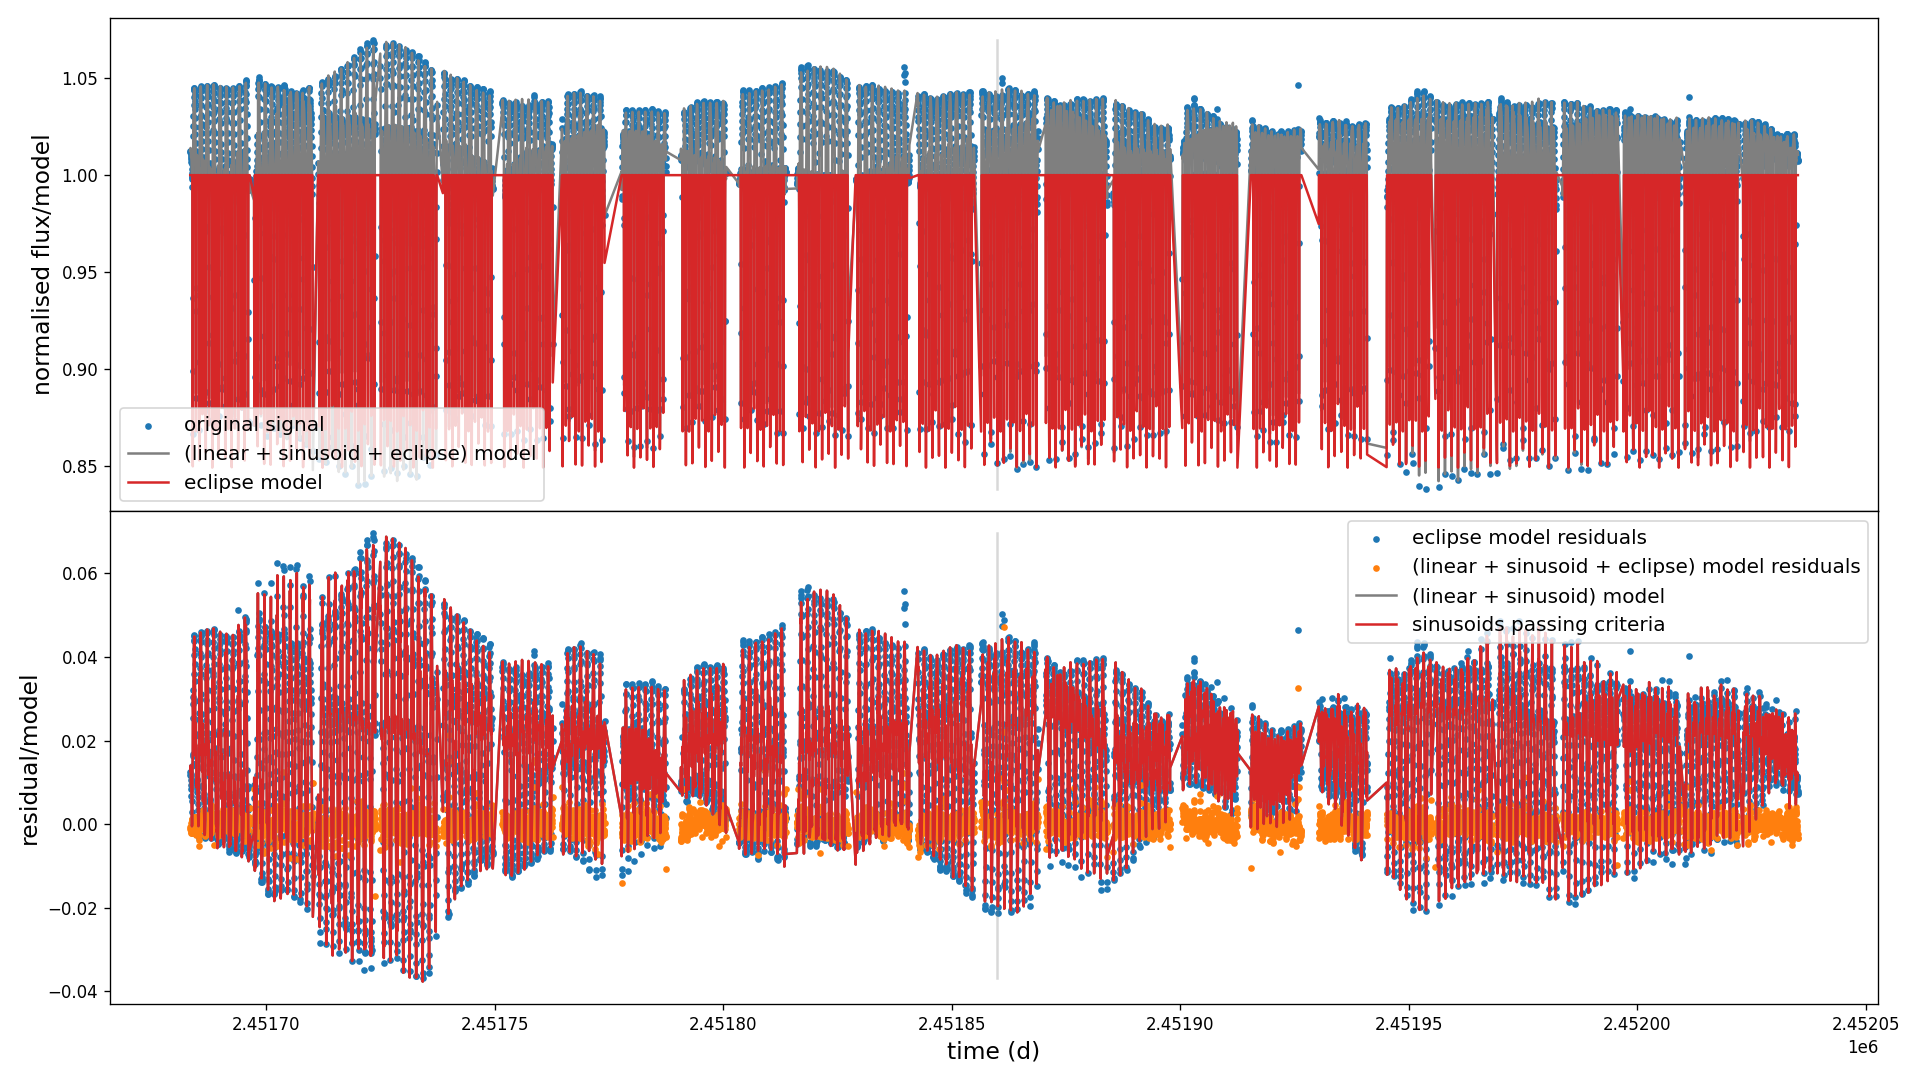 normalised flux/model
1.05
1.00
0.95
0.90
0.85
original signal
(linear + sinusoid + eclipse) model
eclipse model
residual/model
0.06
0.04
0.02
0.00
−0.02
−0.04
eclipse model residuals
(linear + sinusoid + eclipse) model residuals
(linear + sinusoid) model
sinusoids passing criteria
2.45170
2.45175
2.45180
2.45185
2.45190
2.45195
2.45200
2.45205
time (d)
1e6